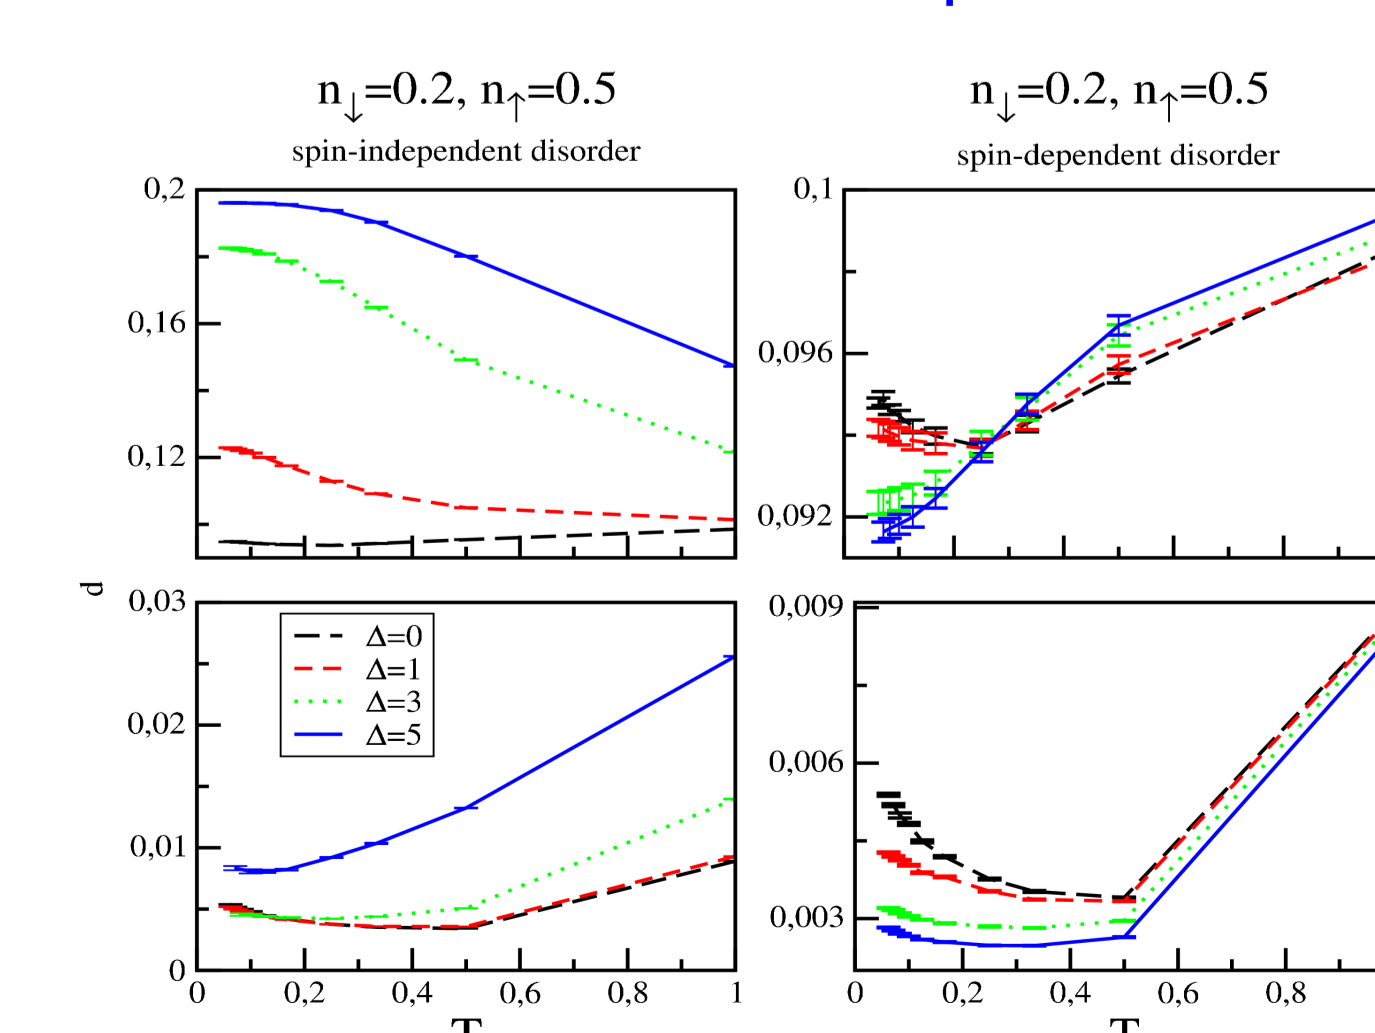 n↓=0.2, n↑=0.5
n↓=0.2, n↑=0.5
spin-independent disorder
spin-dependent disorder
0,2
0,16
0,12
0,1
0,096
0,092
d
0,03
0,02
0,01
0
Δ=0
Δ=1
Δ=3
Δ=5
0,009
0,006
0,003
0 0,2 0,4 0,6 0,8 1
0 0,2 0,4 0,6 0,8
T
T